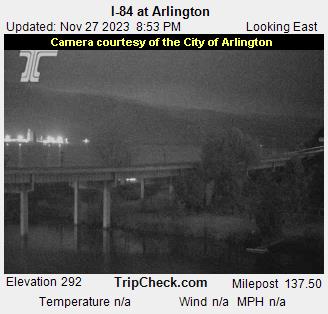 I-84 at Arlington
Updated: Nov 27 2023 8:53 PM Looking East
Camera courtesy of the City of Arlington
Elevation 292 TripCheck.com Milepost 137.50
Temperature n/a Wind n/a MPH n/a